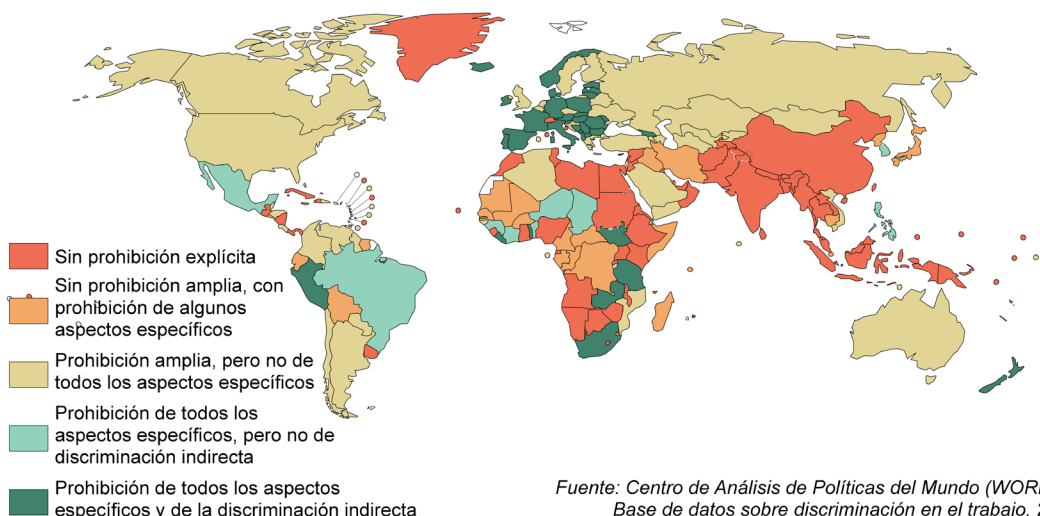 Sin prohibición explícita
Sin prohibición amplia, con
prohibición de algunos
aspectos específicos
Prohibición amplia, pero no de
todos los aspectos específicos
Prohibición de todos los
aspectos específicos, pero no de
discriminación indirecta
Prohibición de todos los aspectos
específicos y de la discriminación indirecta
Fuente: Centro de Análisis de Políticas del Mundo
Base de datos sobre discriminación en el trabajo,